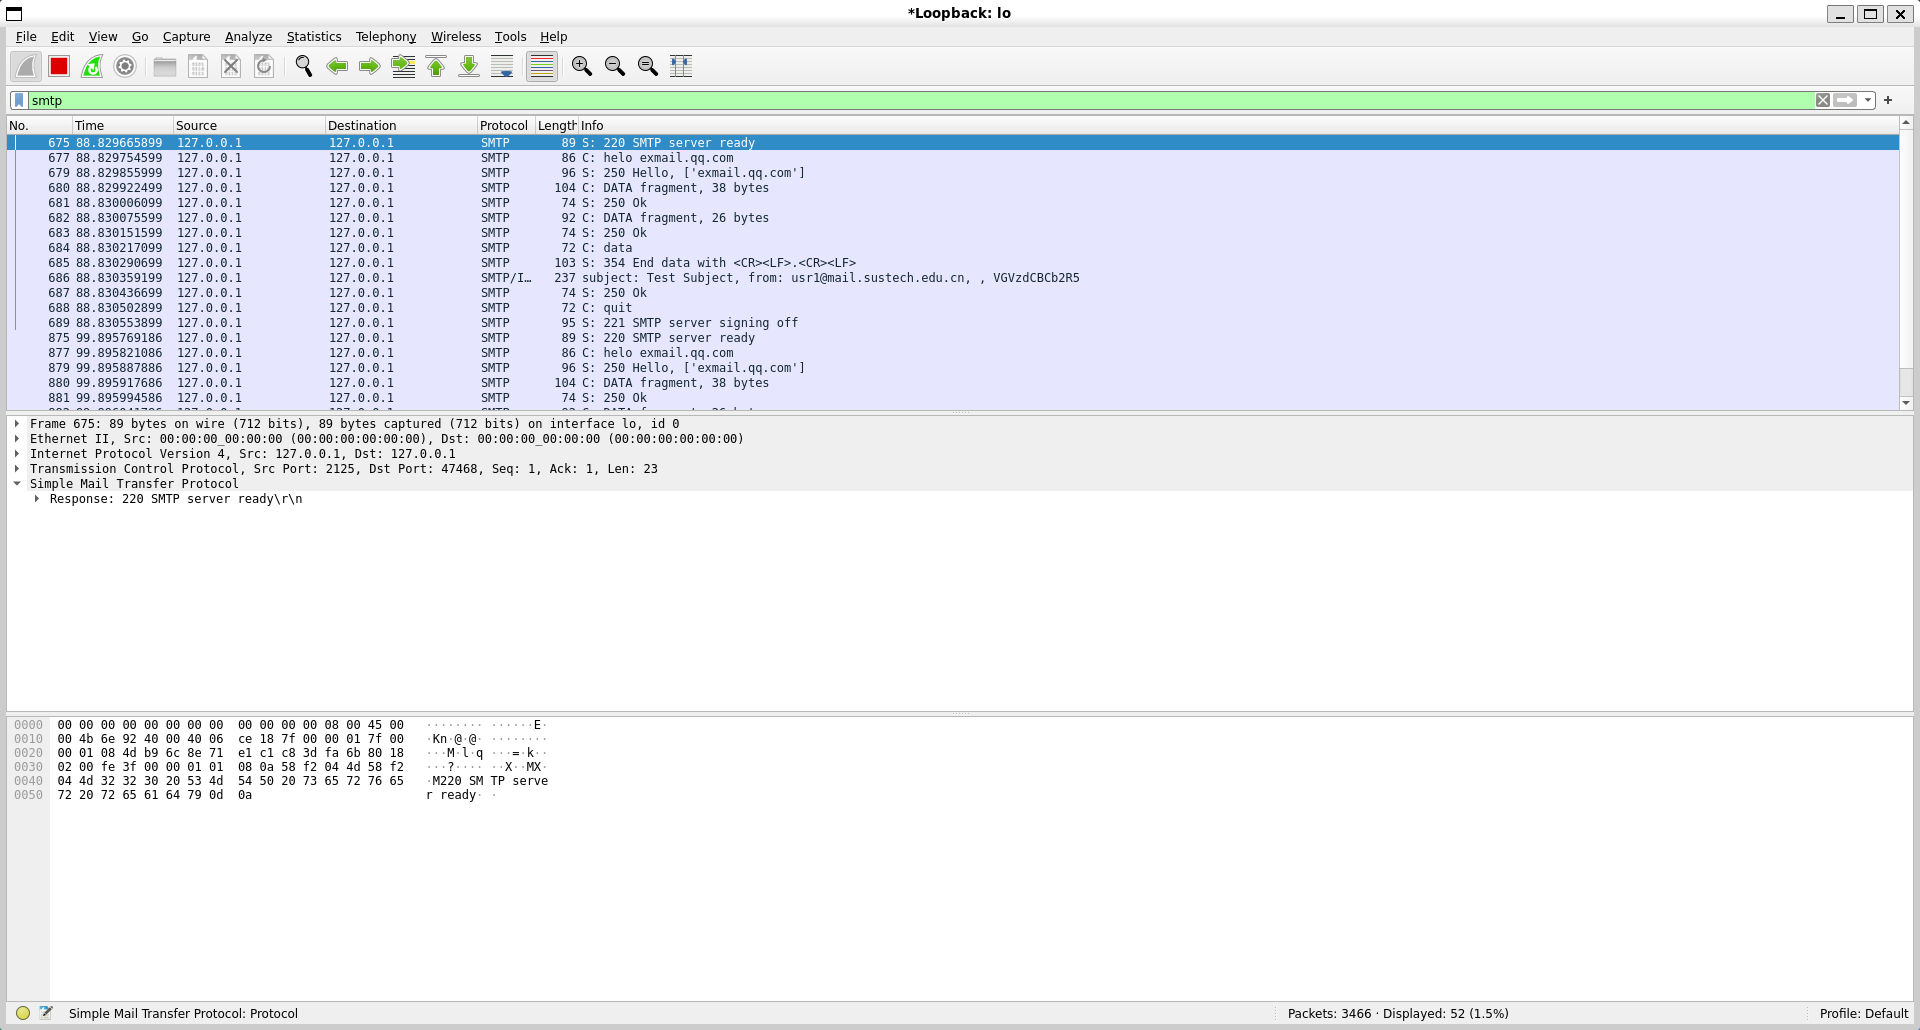 *Loopback: lo
File Edit View Go Capture Analyze Statistics Telephony Wireless Tools Help
smtp
No. Time Source Destination Protocol Length Info
675 88.829665899 127.0.0.1 127.0.0.1 SMTP 89 S: 220 SMTP server ready
677 88.829754599 127.0.0.1 127.0.0.1 SMTP 86 C: helo exmail.qq.com
679 88.829855999 127.0.0.1 127.0.0.1 SMTP 96 S: 250 Hello, ['exmail.qq.com']
680 88.829922499 127.0.0.1 127.0.0.1 SMTP 104 C: DATA fragment, 38 bytes
681 88.830006099 127.0.0.1 127.0.0.1 SMTP 74 S: 250 Ok
682 88.830075599 127.0.0.1 127.0.0.1 SMTP 92 C: DATA fragment, 26 bytes
683 88.830151599 127.0.0.1 127.0.0.1 SMTP 74 S: 250 Ok
684 88.830217099 127.0.0.1 127.0.0.1 SMTP 72 C: data
685 88.830290699 127.0.0.1 127.0.0.1 SMTP 103 S: 354 End data with <CR><LF>.<CR><LF>
686 88.830359199 127.0.0.1 127.0.0.1 SMTP/I… 237 subject: Test Subject, from: usr1@mail.sustech.edu.cn, , VGVzdCBCb2R5
687 88.830436699 127.0.0.1 127.0.0.1 SMTP 74 S: 250 Ok
688 88.830502899 127.0.0.1 127.0.0.1 SMTP 72 C: quit
689 88.830553899 127.0.0.1 127.0.0.1 SMTP 95 S: 221 SMTP server signing off
875 99.895769186 127.0.0.1 127.0.0.1 SMTP 89 S: 220 SMTP server ready
877 99.895821086 127.0.0.1 127.0.0.1 SMTP 86 C: helo exmail.qq.com
879 99.895887886 127.0.0.1 127.0.0.1 SMTP 96 S: 250 Hello, ['exmail.qq.com']
880 99.895917686 127.0.0.1 127.0.0.1 SMTP 104 C: DATA fragment, 38 bytes
881 99.895994586 127.0.0.1 127.0.0.1 SMTP 74 S: 250 Ok
Frame 675: 89 bytes on wire (712 bits), 89 bytes captured (712 bits) on interface lo, id 0
Ethernet II, Src: 00:00:00_00:00:00 (00:00:00:00:00:00), Dst: 00:00:00_00:00:00 (00:00:00:00:00:00)
Internet Protocol Version 4, Src: 127.0.0.1, Dst: 127.0.0.1
Transmission Control Protocol, Src Port: 2125, Dst Port: 47468, Seq: 1, Ack: 1, Len: 23
Simple Mail Transfer Protocol
Response: 220 SMTP server ready\r\n
0000 00 00 00 00 00 00 00 00 00 00 00 00 08 00 45 00 ········ ······E·
0010 00 4b 6e 92 40 00 40 06 ce 18 7f 00 00 01 7f 00 ·Kn·@·@· ········
0020 00 01 08 4d b9 6c 8e 71 e1 c1 c8 3d fa 6b 80 18 ···M·l·q ···=·k··
0030 02 00 fe 3f 00 00 01 01 08 0a 58 f2 04 4d 58 f2 ···?···· ··X··MX·
0040 04 4d 32 32 30 20 53 4d 54 50 20 73 65 72 76 65 ·M220 SM TP serve
0050 72 20 72 65 61 64 79 0d 0a r ready· ·
Simple Mail Transfer Protocol: Protocol Packets: 3466 · Displayed: 52 (1.5%) Profile: Default